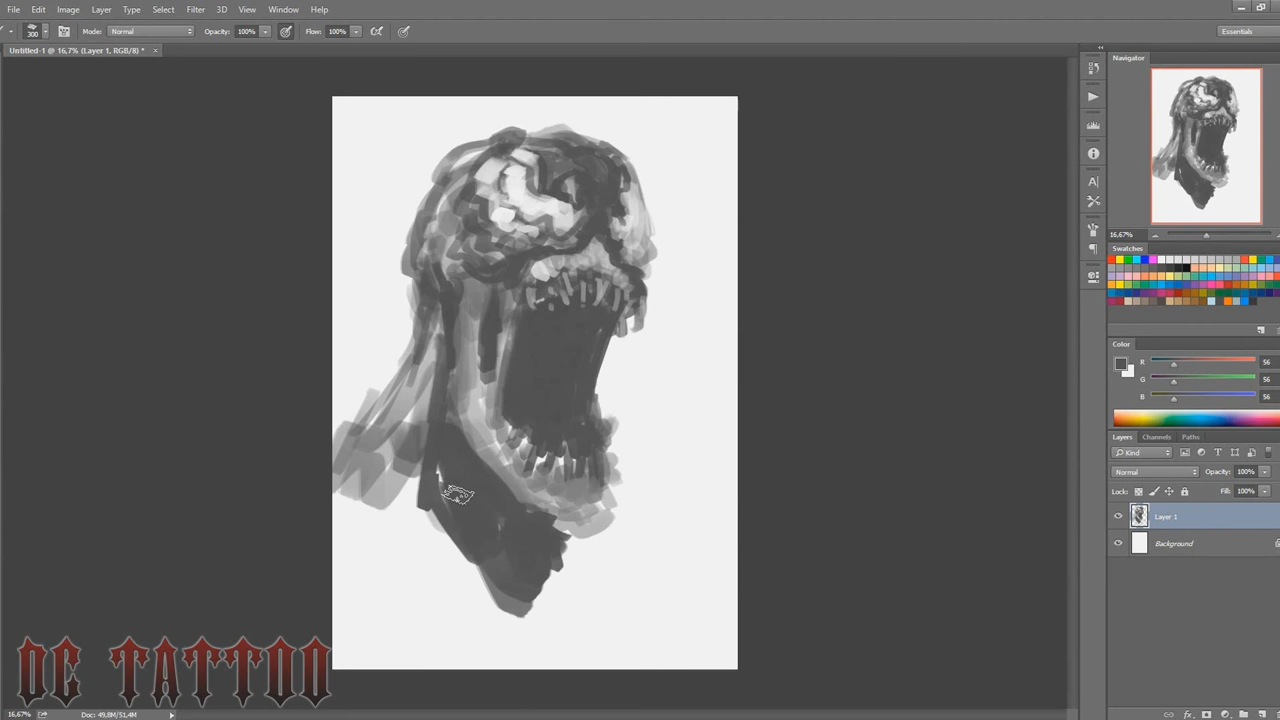 File Edit Image Layer Type Select Filter 3D View Window Help
300 Mode: Normal Opacity: 100% Flow: 100% Essentials
Untitled-1 @ 16,7% (Layer 1, RGB/8) * ×
Navigator
16,67%
Swatches
Color
R 56
G 56
B 56
Layers Channels Paths
Kind
Normal Opacity: 100%
Lock: Fill: 100%
Layer 1
Background
DC TATTOO
16,67% Doc: 49,8M/51,4M